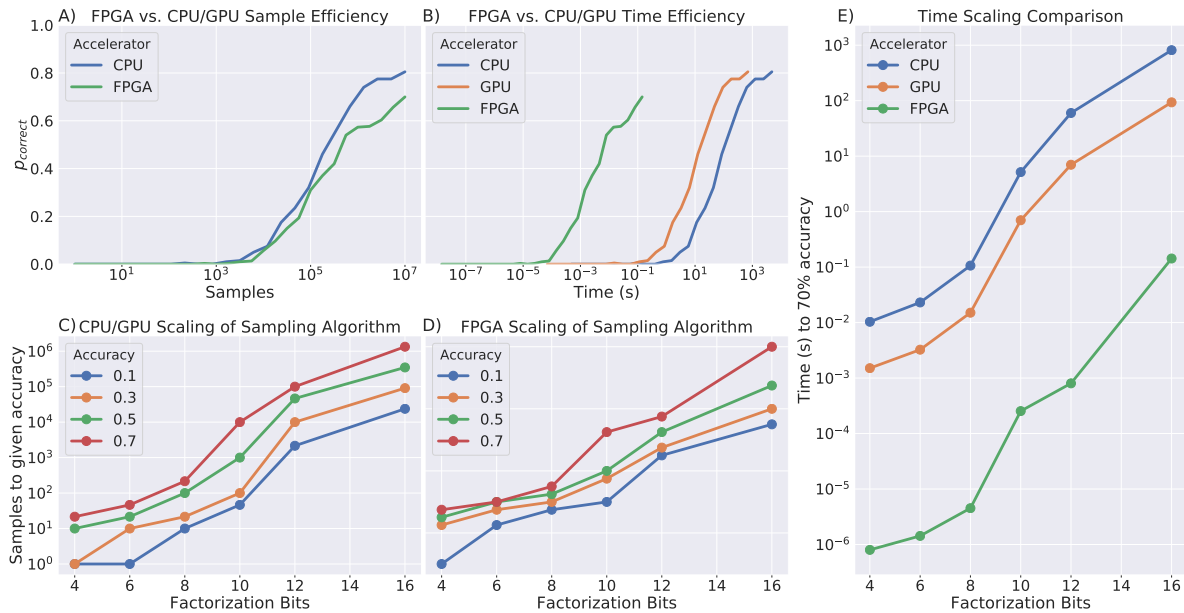 A) FPGA vs. CPU/GPU Sample Efficiency
1.0
0.8
0.6
0.4
0.2
0.0
p_correct
Accelerator
CPU
FPGA
10^1
10^3
10^5
10^7
Samples
B) FPGA vs. CPU/GPU Time Efficiency
Accelerator
CPU
GPU
FPGA
10^-7
10^-5
10^-3
10^-1
10^1
10^3
Time (s)
C) CPU/GPU Scaling of Sampling Algorithm
Samples to given accuracy
10^6
10^5
10^4
10^3
10^2
10^1
10^0
Accuracy
0.1
0.3
0.5
0.7
4
6
8
10
12
14
16
Factorization Bits
D) FPGA Scaling of Sampling Algorithm
Accuracy
0.1
0.3
0.5
0.7
4
6
8
10
12
14
16
Factorization Bits
E) Time Scaling Comparison
Time (s) to 70% accuracy
10^3
10^2
10^1
10^0
10^-1
10^-2
10^-3
10^-4
10^-5
10^-6
Accelerator
CPU
GPU
FPGA
4
6
8
10
12
14
16
Factorization Bits